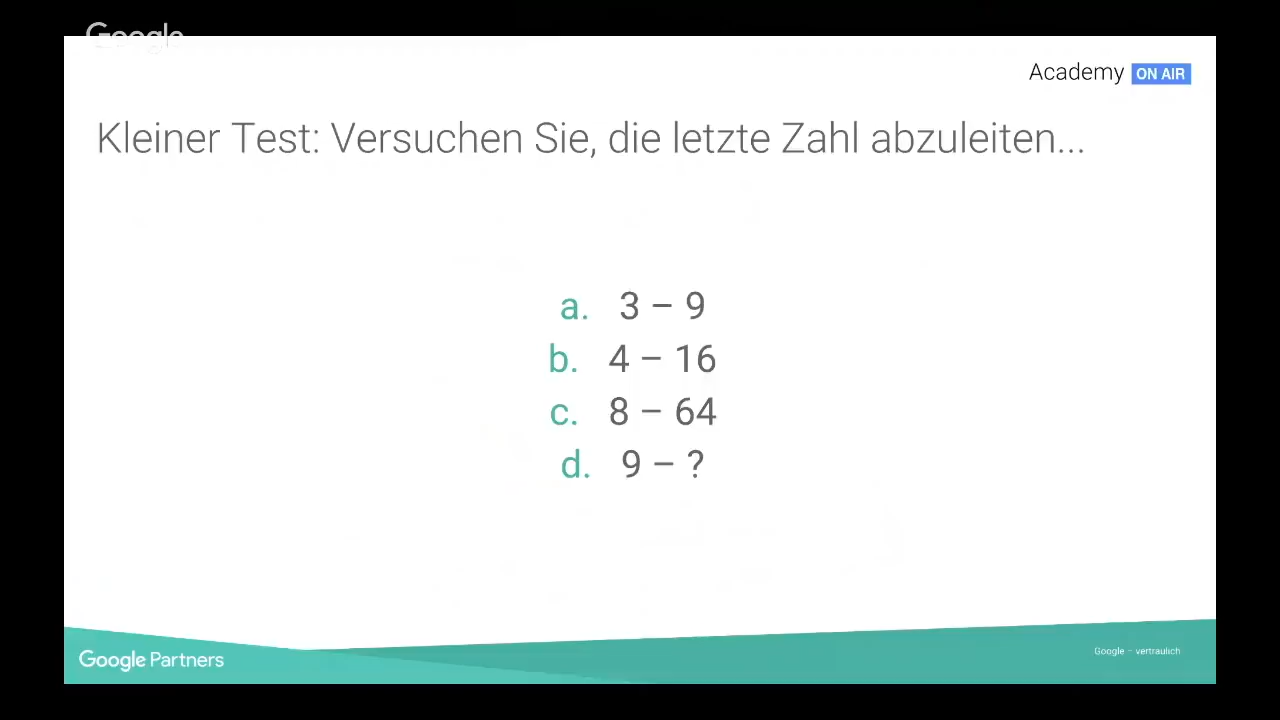 Google
Academy ON AIR
Kleiner Test: Versuchen Sie, die letzte Zahl abzuleiten...
a. 3 – 9
b. 4 – 16
c. 8 – 64
d. 9 – ?
Google Partners
Google – vertraulich